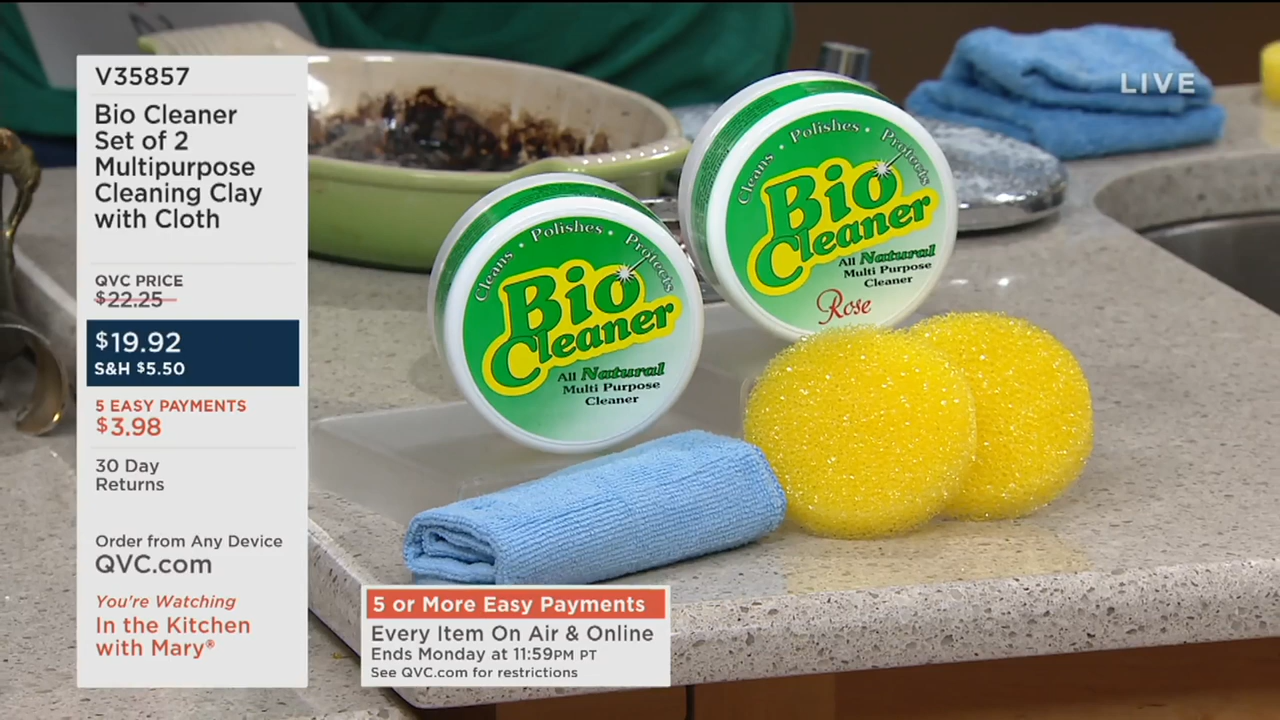 V35857
Bio Cleaner
Set of 2
Multipurpose
Cleaning Clay
with Cloth
QVC PRICE
$22.25
$19.92
S&H $5.50
5 EASY PAYMENTS
$3.98
30 Day
Returns
Order from Any Device
QVC.com
You're Watching
In the Kitchen
with Mary®
LIVE
Cleans • Polishes • Protects
Bio
Cleaner
All Natural
Multi Purpose
Cleaner
Cleans • Polishes • Protects
Bio
Cleaner
All Natural
Multi Purpose
Cleaner
Rose
5 or More Easy Payments
Every Item On Air & Online
Ends Monday at 11:59PM PT
See QVC.com for restrictions